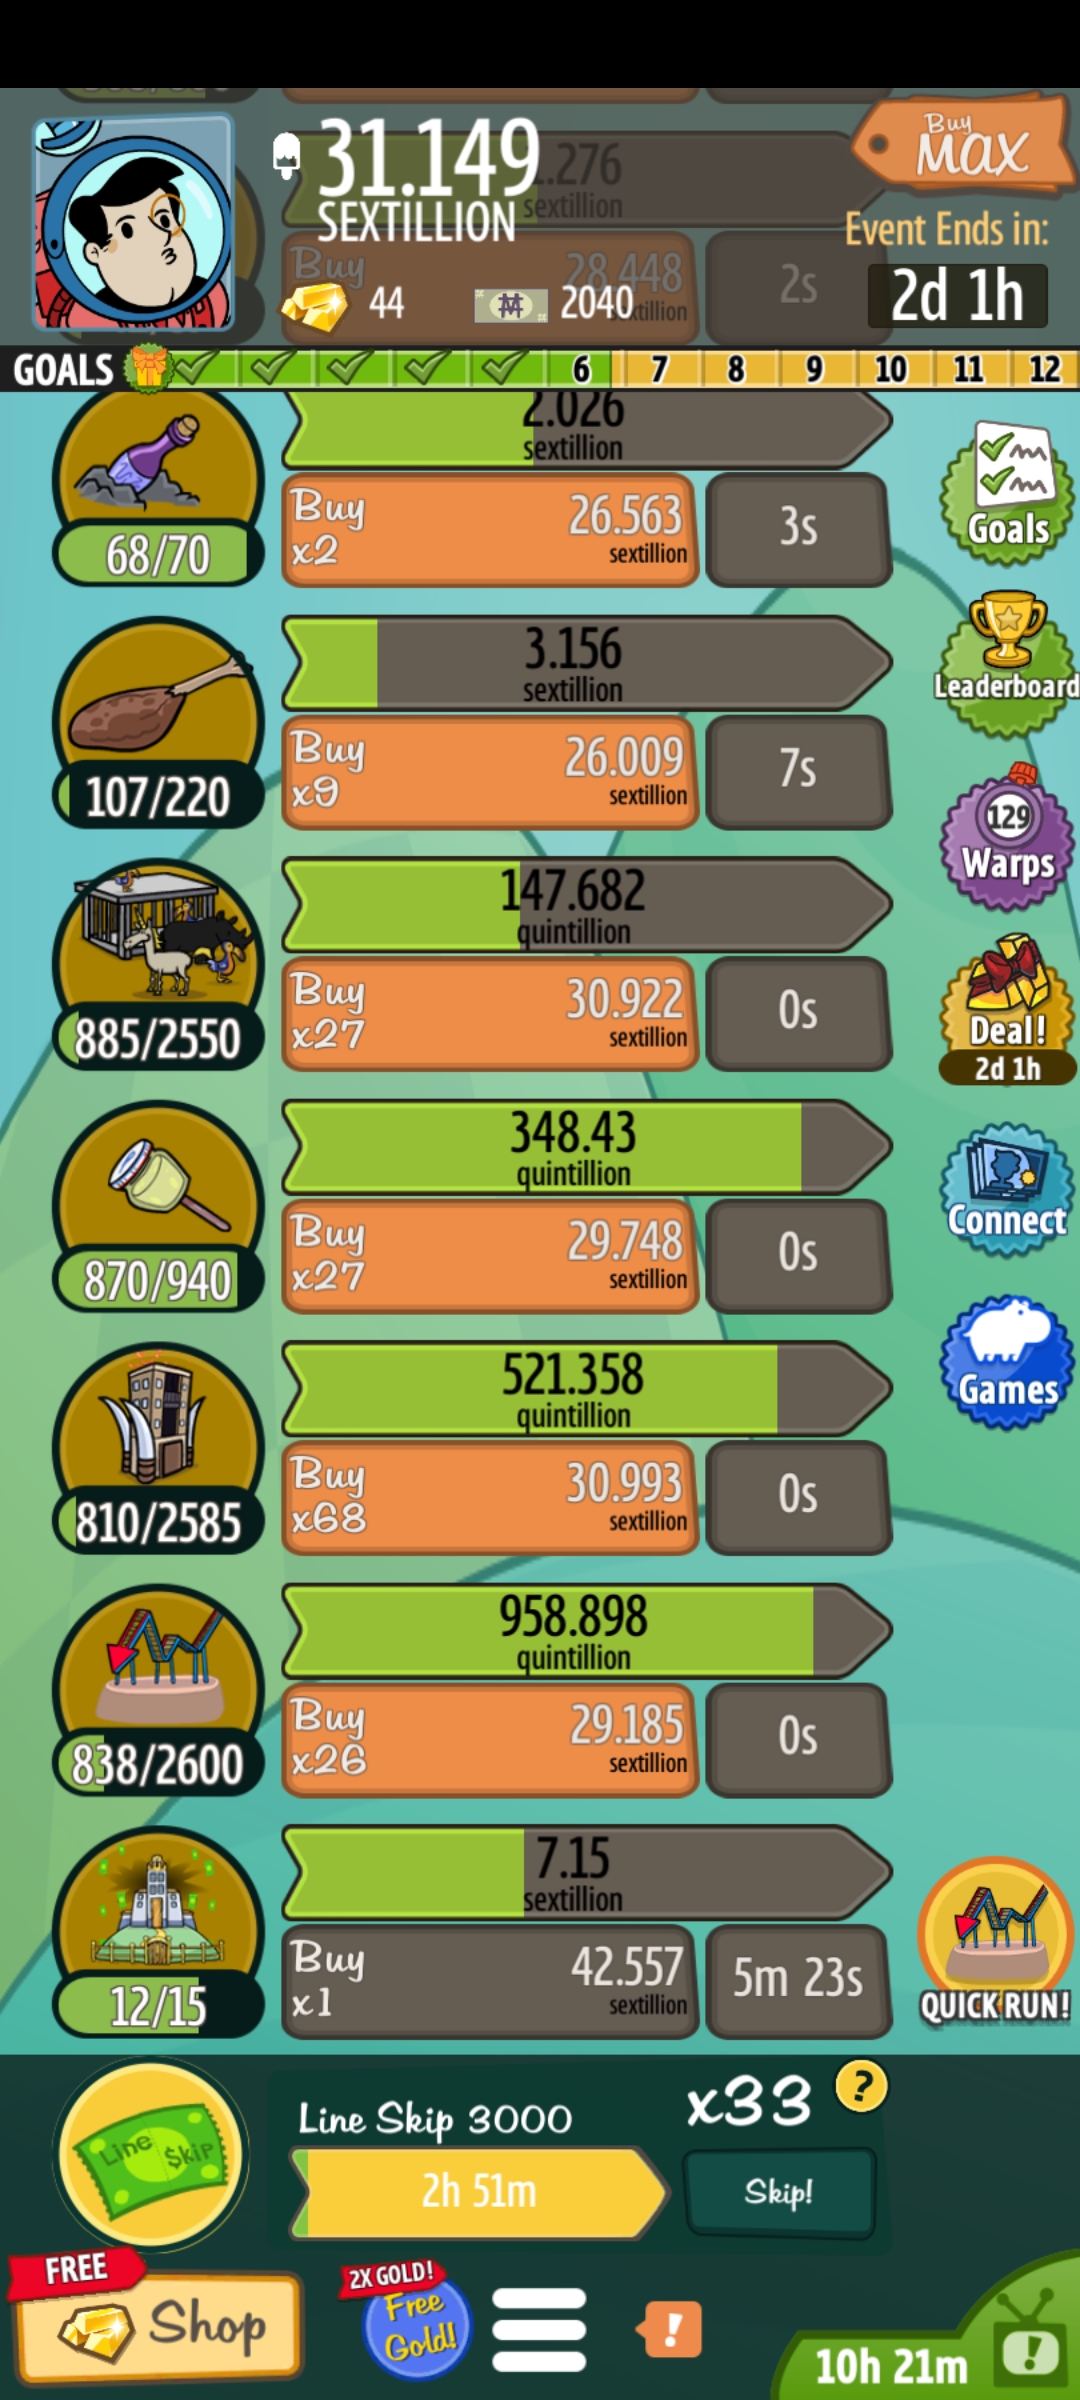 31.149
SEXTILLION
.276
sextillion
Buy
MAX
Event Ends in:
2d 1h
Buy
28.448
sextillion
2s
44
2040
GOALS
6 7 8 9 10 11 12
2.026
sextillion
Buy
x2
26.563
sextillion
3s
68/70
Goals
3.156
sextillion
Buy
x9
26.009
sextillion
7s
107/220
Leaderboard
147.682
quintillion
Buy
x27
30.922
sextillion
0s
885/2550
129
Warps
Deal!
2d 1h
348.43
quintillion
Buy
x27
29.748
sextillion
0s
870/940
Connect
521.358
quintillion
Buy
x68
30.993
sextillion
0s
810/2585
Games
958.898
quintillion
Buy
x26
29.185
sextillion
0s
838/2600
7.15
sextillion
Buy
x1
42.557
sextillion
5m 23s
12/15
QUICK RUN!
Line $kip
Line Skip 3000
2h 51m
x33
?
Skip!
FREE
Shop
2X GOLD!
Free
Gold!
!
10h 21m
!